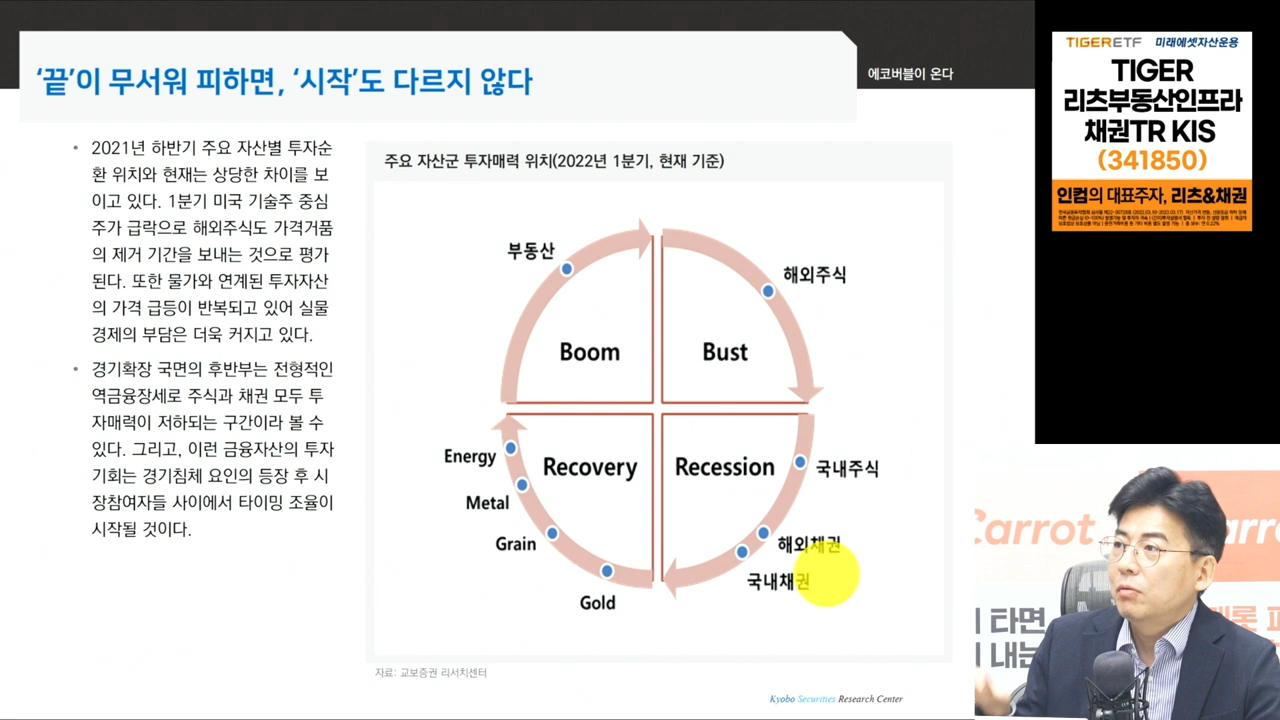 ‘끝’이 무서워 피하면, ‘시작’도 다르지 않다
에코버블이 온다
• 2021년 하반기 주요 자산별 투자순
환 위치와 현재는 상당한 차이를 보
이고 있다. 1분기 미국 기술주 중심
주가 급락으로 해외주식도 가격거품
의 제거 기간을 보내는 것으로 평가
된다. 또한 물가와 연계된 투자자산
의 가격 급등이 반복되고 있어 실물
경제의 부담은 더욱 커지고 있다.
• 경기확장 국면의 후반부는 전형적인
역금융장세로 주식과 채권 모두 투
자매력이 저하되는 구간이라 볼 수
있다. 그리고, 이런 금융자산의 투자
기회는 경기침체 요인의 등장 후 시
장참여자들 사이에서 타이밍 조율이
시작될 것이다.
주요 자산군 투자매력 위치(2022년 1분기, 현재 기준)
부동산
해외주식
Boom
Bust
Energy
Recovery
Recession
국내주식
Metal
Grain
해외채권
국내채권
Gold
자료: 교보증권 리서치센터
Kyobo Securities Research Center
TIGERETF 미래에셋자산운용
TIGER
리츠부동산인프라
채권TR KIS
(341850)
인컴의 대표주자, 리츠&채권
Carrot
타면
내는